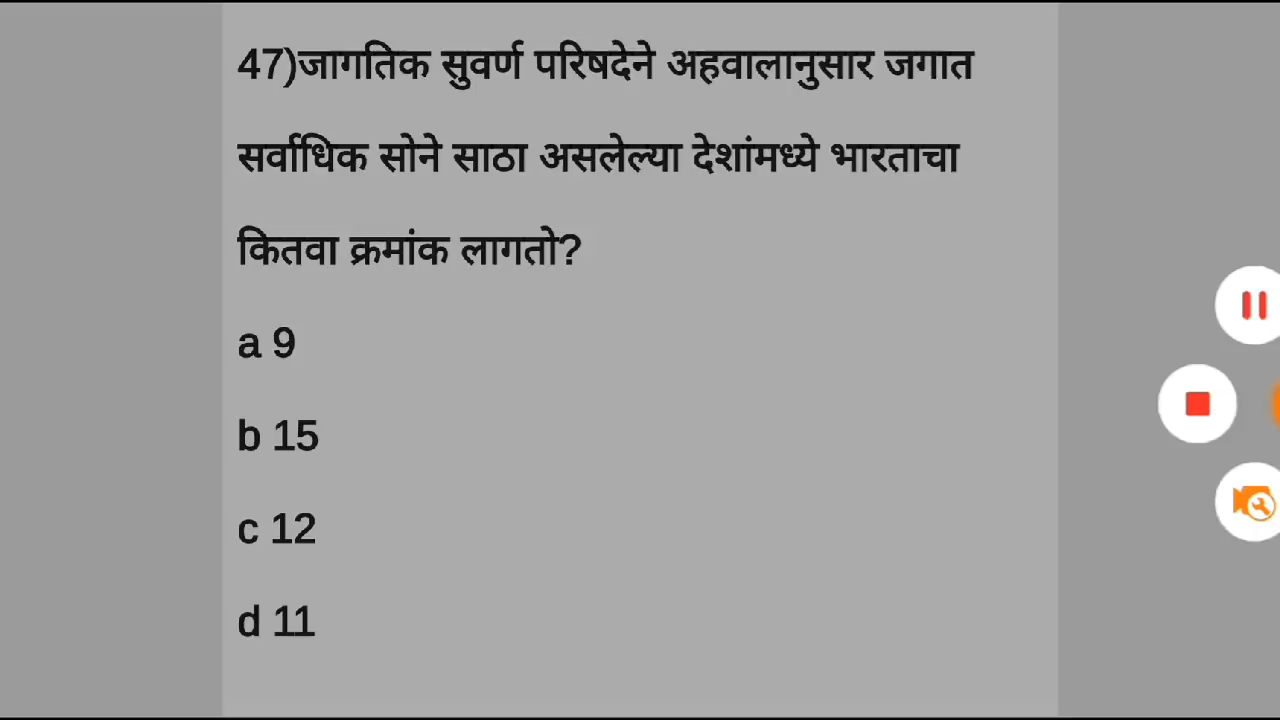 47)जागतिक सुवर्ण परिषदेने अहवालानुसार जगात
सर्वाधिक सोने साठा असलेल्या देशांमध्ये भारताचा
कितवा क्रमांक लागतो?
a 9
b 15
c 12
d 11